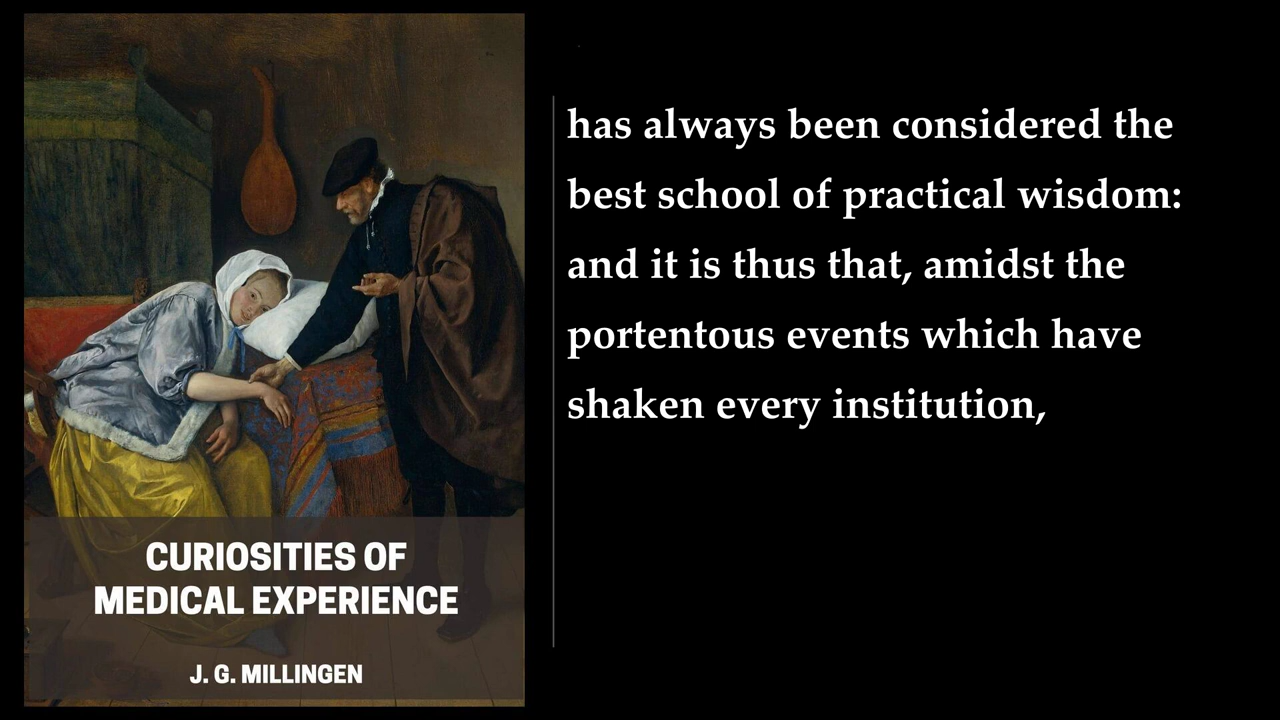 CURIOSITIES OF
MEDICAL EXPERIENCE
J. G. MILLINGEN
has always been considered the
best school of practical wisdom:
and it is thus that, amidst the
portentous events which have
shaken every institution,